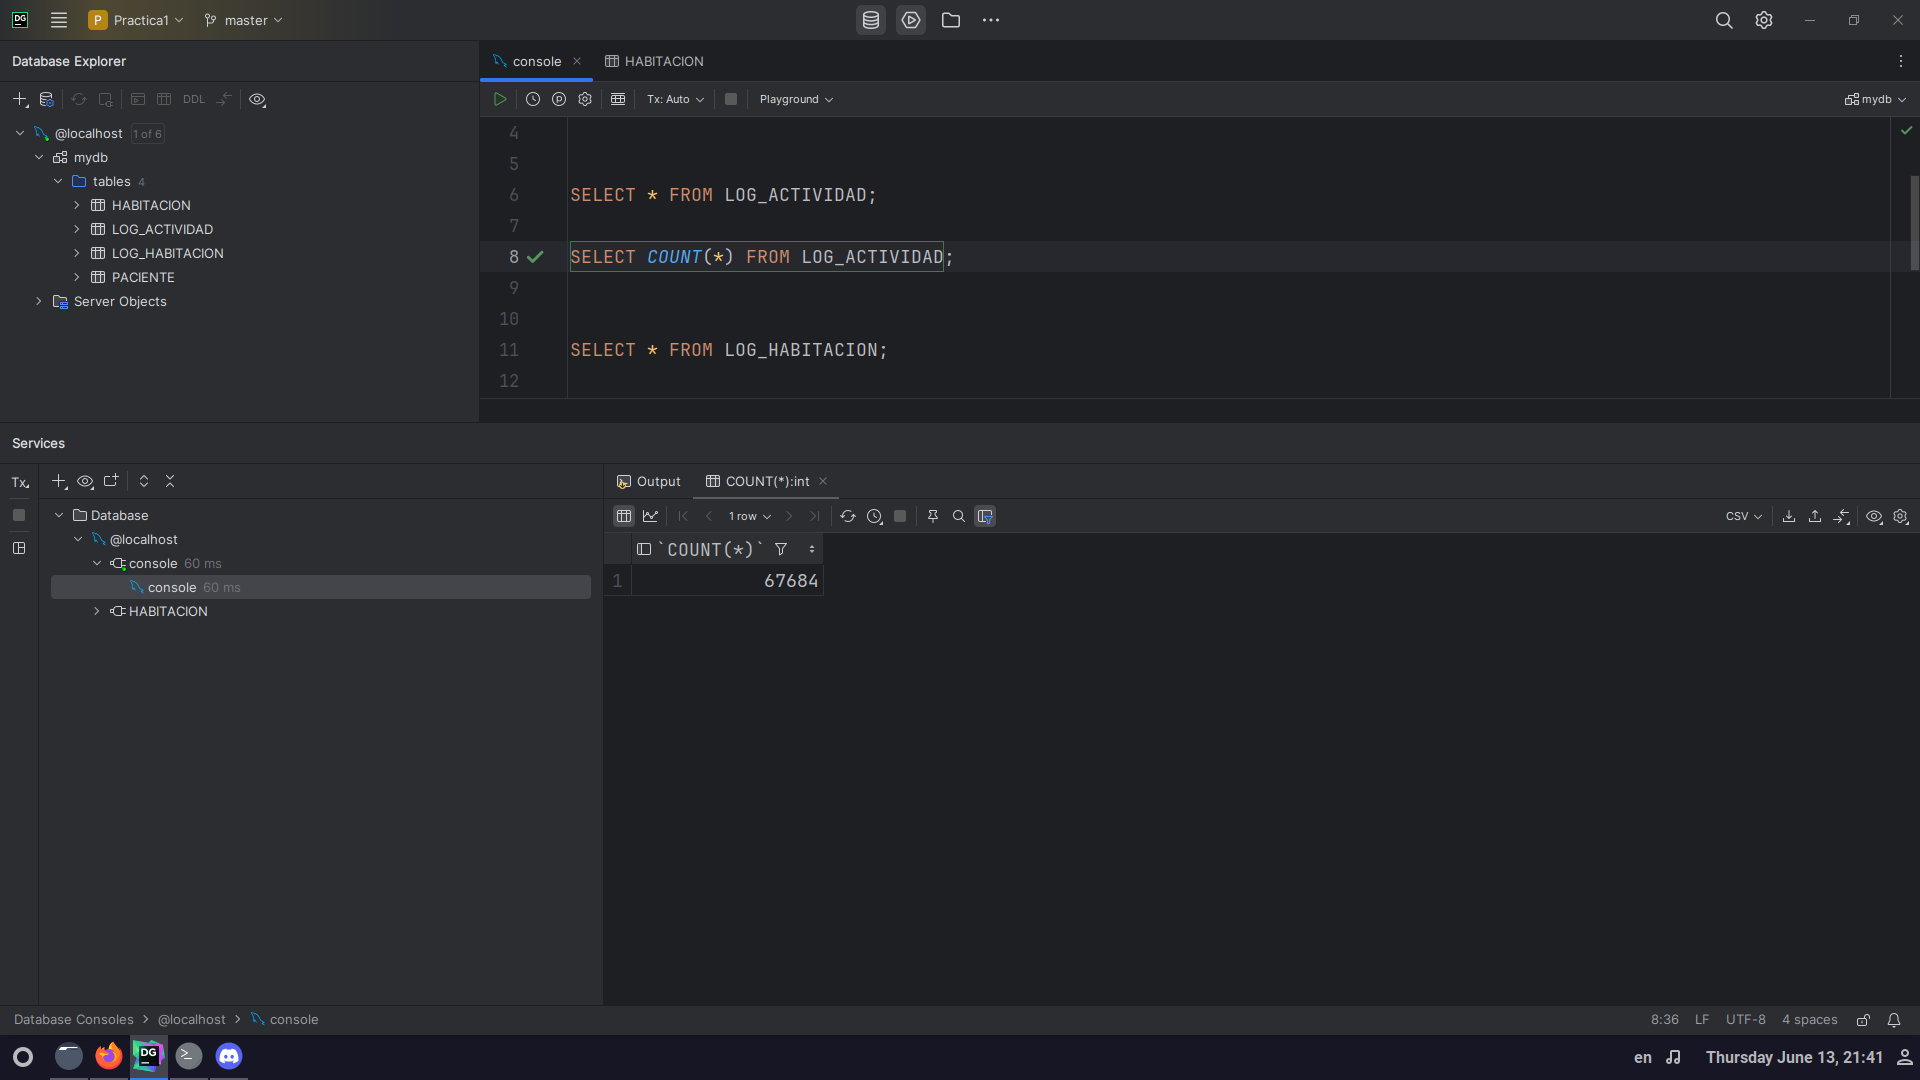 DG P Practica1 master
Database Explorer
console
HABITACION
DDL
Tx: Auto
Playground
mydb
@localhost 1 of 6
mydb
tables 4
HABITACION
LOG_ACTIVIDAD
LOG_HABITACION
PACIENTE
Server Objects
4
5
6 SELECT * FROM LOG_ACTIVIDAD;
7
8 SELECT COUNT(*) FROM LOG_ACTIVIDAD;
9
10
11 SELECT * FROM LOG_HABITACION;
12
Services
Tx
Database
@localhost
console 60 ms
console 60 ms
HABITACION
Output
COUNT(*):int
1 row
CSV
`COUNT(*)`
1 67684
Database Consoles > @localhost > console
8:36 LF UTF-8 4 spaces
DG
en Thursday June 13, 21:41